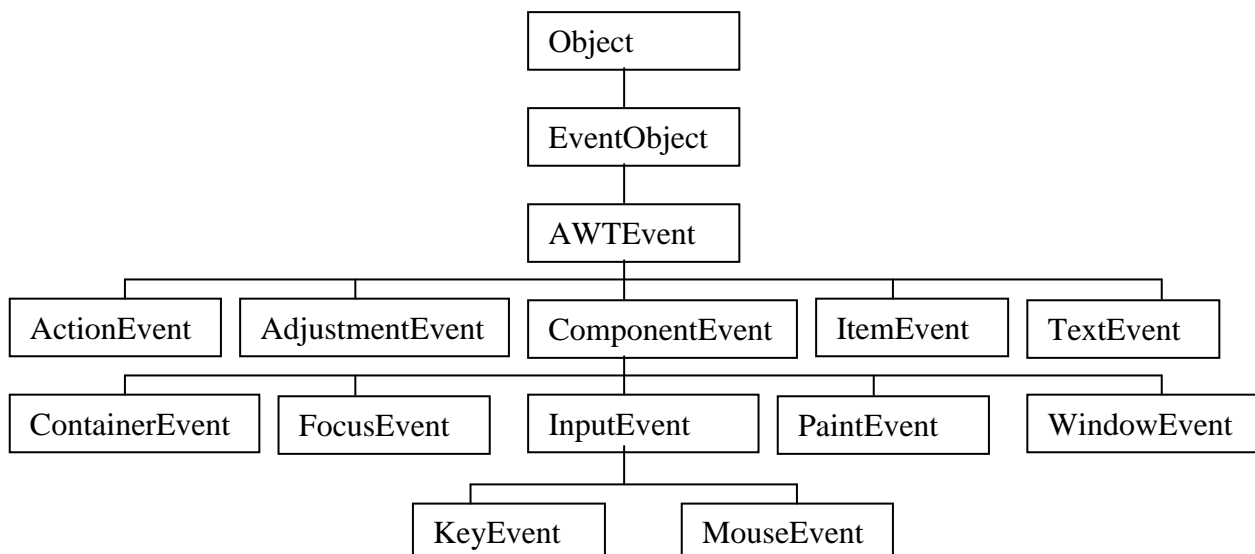 Object
EventObject
AWTEvent
ActionEvent
AdjustmentEvent
ComponentEvent
ItemEvent
TextEvent
ContainerEvent
FocusEvent
InputEvent
PaintEvent
WindowEvent
KeyEvent
MouseEvent